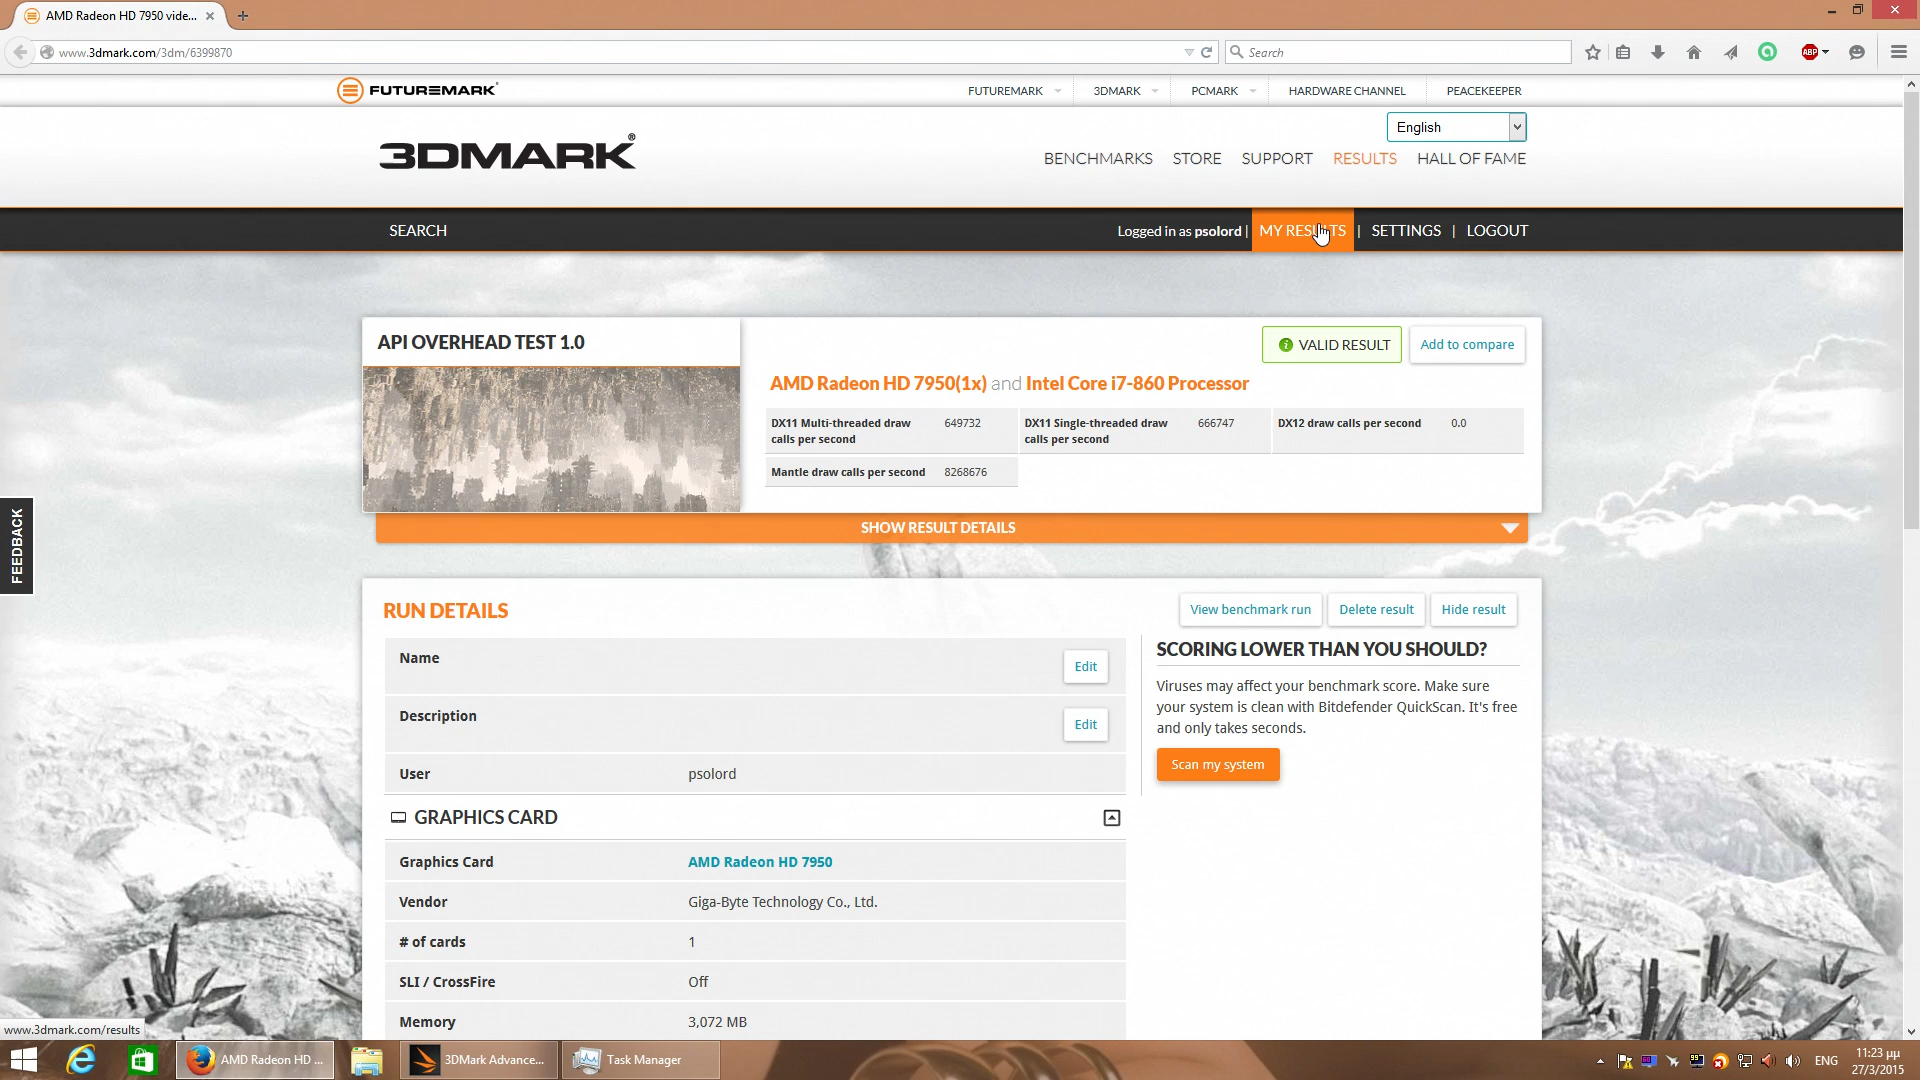 AMD Radeon HD 7950 vide...
www.3dmark.com/3dm/6399870
Search
ABP
FUTUREMARK®
FUTUREMARK
3DMARK
PCMARK
HARDWARE CHANNEL
PEACEKEEPER
3DMARK®
English
BENCHMARKS
STORE
SUPPORT
RESULTS
HALL OF FAME
SEARCH
Logged in as psolord |
MY RESULTS
| SETTINGS | LOGOUT
API OVERHEAD TEST 1.0
VALID RESULT
Add to compare
AMD Radeon HD 7950(1x) and Intel Core i7-860 Processor
DX11 Multi-threaded draw
calls per second
649732
DX11 Single-threaded draw
calls per second
666747
DX12 draw calls per second
0.0
Mantle draw calls per second
8268676
SHOW RESULT DETAILS
FEEDBACK
RUN DETAILS
View benchmark run
Delete result
Hide result
Name
Edit
Description
Edit
User
psolord
SCORING LOWER THAN YOU SHOULD?
Viruses may affect your benchmark score. Make sure
your system is clean with Bitdefender QuickScan. It's free
and only takes seconds.
Scan my system
GRAPHICS CARD
Graphics Card
AMD Radeon HD 7950
Vendor
Giga-Byte Technology Co., Ltd.
# of cards
1
SLI / CrossFire
Off
Memory
3,072 MB
www.3dmark.com/results
AMD Radeon HD ...
3DMark Advance...
Task Manager
ENG
11:23 μμ
27/3/2015